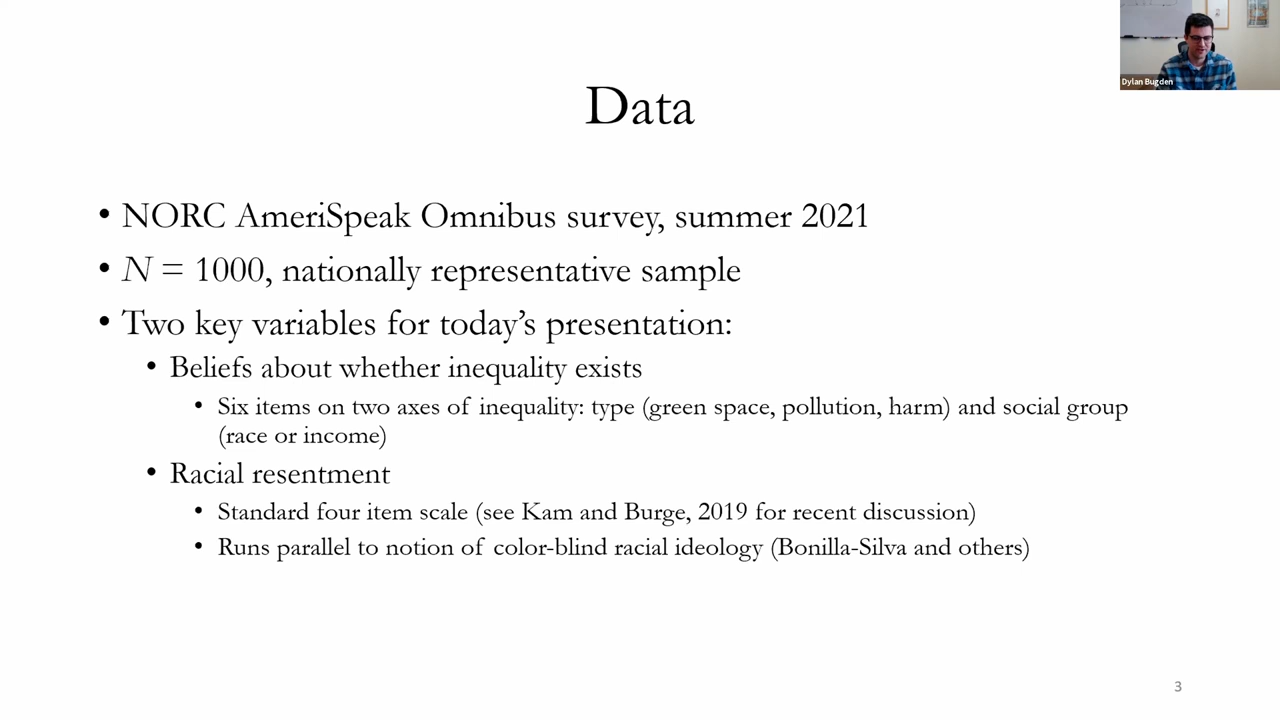 Dylan Bugden
Data
• NORC AmeriSpeak Omnibus survey, summer 2021
• N = 1000, nationally representative sample
• Two key variables for today’s presentation:
• Beliefs about whether inequality exists
• Six items on two axes of inequality: type (green space, pollution, harm) and social group
(race or income)
• Racial resentment
• Standard four item scale (see Kam and Burge, 2019 for recent discussion)
• Runs parallel to notion of color-blind racial ideology (Bonilla-Silva and others)
3